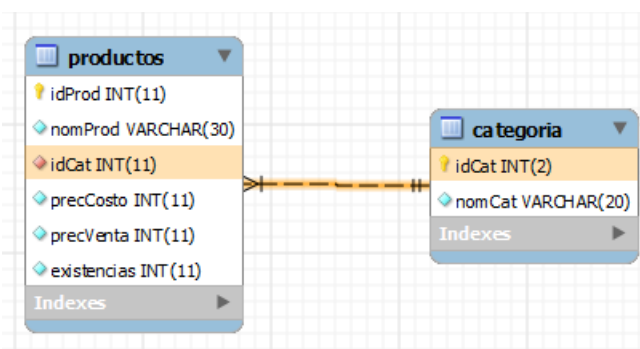 productos
idProd INT(11)
nomProd VARCHAR(30)
idCat INT(11)
precCosto INT(11)
precVenta INT(11)
existencias INT(11)
Indexes
categoria
idCat INT(2)
nomCat VARCHAR(20)
Indexes